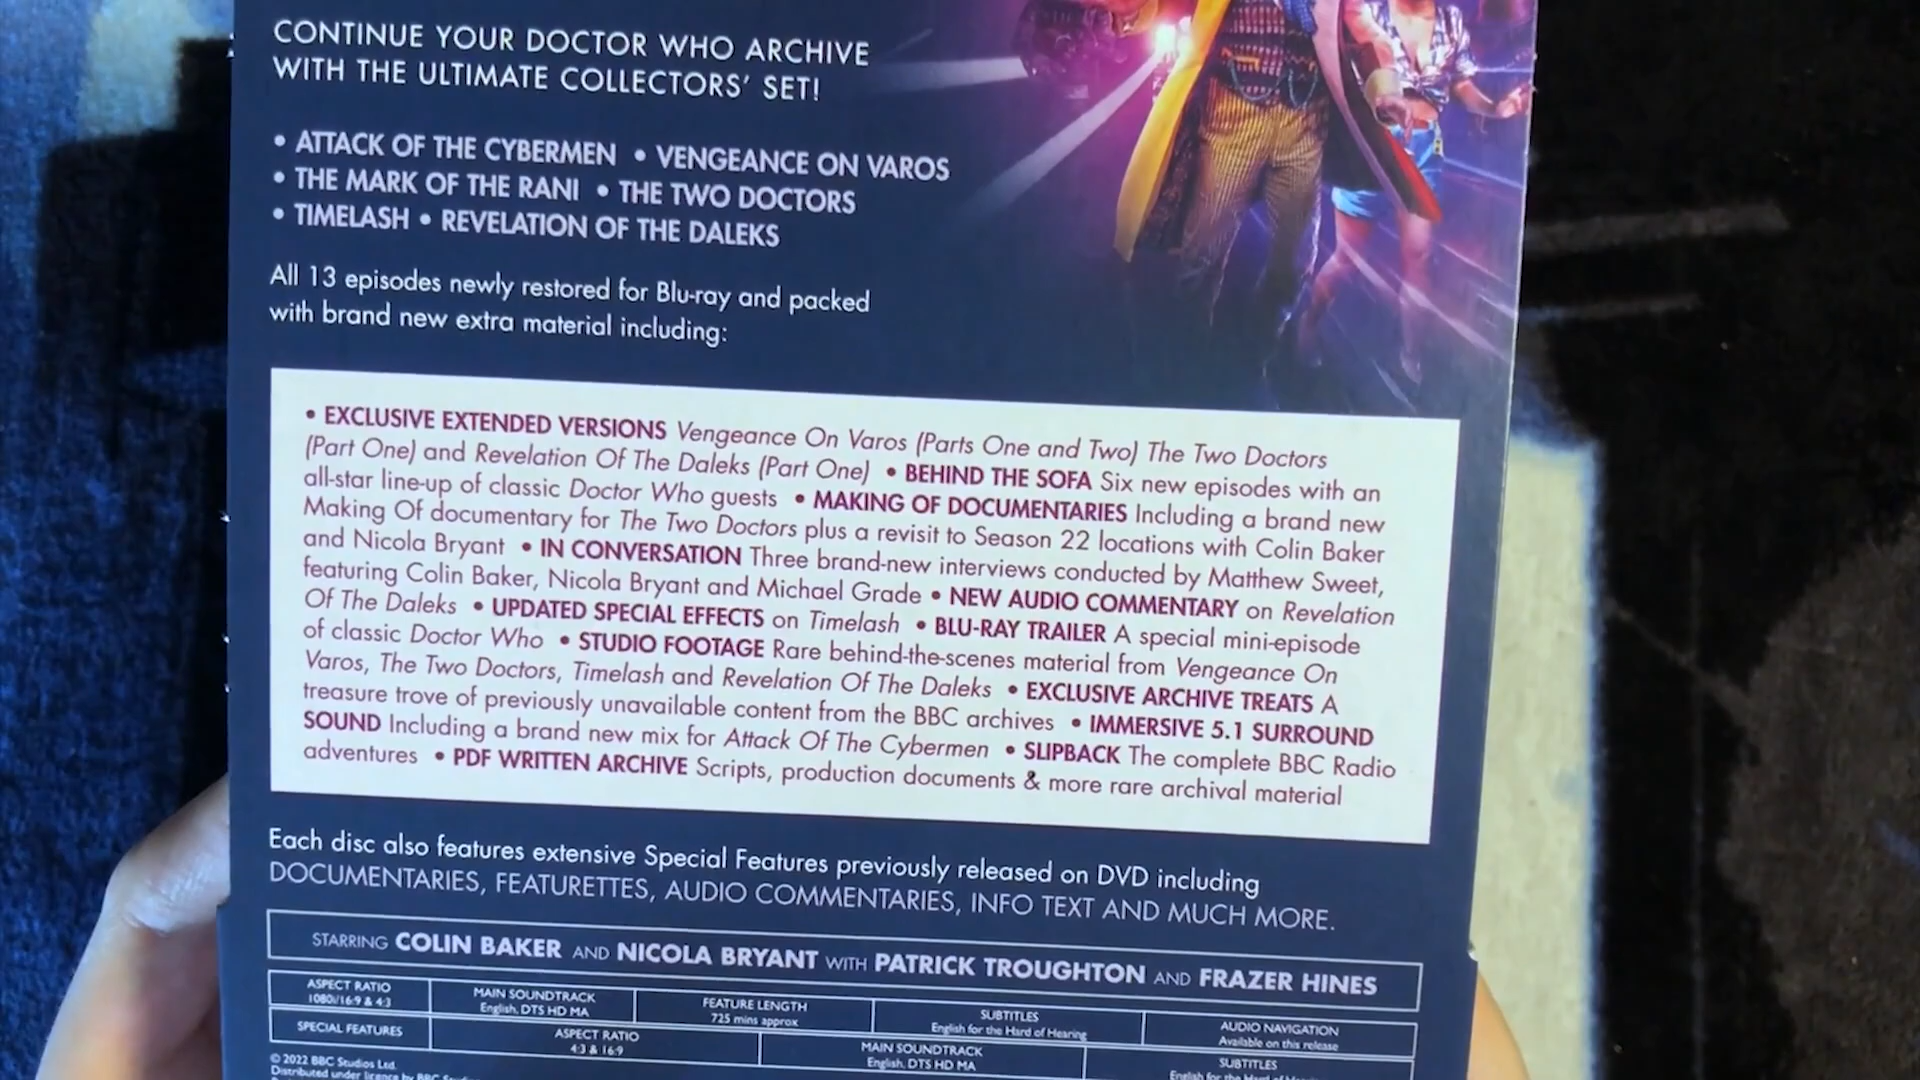 CONTINUE YOUR DOCTOR WHO ARCHIVE
WITH THE ULTIMATE COLLECTORS' SET!
• ATTACK OF THE CYBERMEN • VENGEANCE ON VAROS
• THE MARK OF THE RANI • THE TWO DOCTORS
• TIMELASH • REVELATION OF THE DALEKS
All 13 episodes newly restored for Blu-ray and packed
with brand new extra material including:
• EXCLUSIVE EXTENDED VERSIONS Vengeance On Varos (Parts One and Two) The Two Doctors
(Part One) and Revelation Of The Daleks (Part One) • BEHIND THE SOFA Six new episodes with an
all-star line-up of classic Doctor Who guests • MAKING OF DOCUMENTARIES Including a brand new
Making Of documentary for The Two Doctors plus a revisit to Season 22 locations with Colin Baker
and Nicola Bryant • IN CONVERSATION Three brand-new interviews conducted by Matthew Sweet,
featuring Colin Baker, Nicola Bryant and Michael Grade • NEW AUDIO COMMENTARY on Revelation
Of The Daleks • UPDATED SPECIAL EFFECTS on Timelash • BLU-RAY TRAILER A special mini-episode
of classic Doctor Who • STUDIO FOOTAGE Rare behind-the-scenes material from Vengeance On
Varos, The Two Doctors, Timelash and Revelation Of The Daleks • EXCLUSIVE ARCHIVE TREATS A
treasure trove of previously unavailable content from the BBC archives • IMMERSIVE 5.1 SURROUND
SOUND Including a brand new mix for Attack Of The Cybermen • SLIPBACK The complete BBC Radio
adventures • PDF WRITTEN ARCHIVE Scripts, production documents & more rare archival material
Each disc also features extensive Special Features previously released on DVD including
DOCUMENTARIES, FEATURETTES, AUDIO COMMENTARIES, INFO TEXT AND MUCH MORE.
STARRING COLIN BAKER AND NICOLA BRYANT WITH PATRICK TROUGHTON AND FRAZER HINES
ASPECT RATIO
1080i/16:9 & 4:3
MAIN SOUNDTRACK
English, DTS HD MA
FEATURE LENGTH
725 mins approx
SUBTITLES
English for the Hard of Hearing
AUDIO NAVIGATION
Available on this release
SPECIAL FEATURES
ASPECT RATIO
4:3 & 16:9
MAIN SOUNDTRACK
English, DTS HD MA
SUBTITLES
English for the Hard of
© 2022 BBC Studios Ltd.
Distributed under licence by BBC